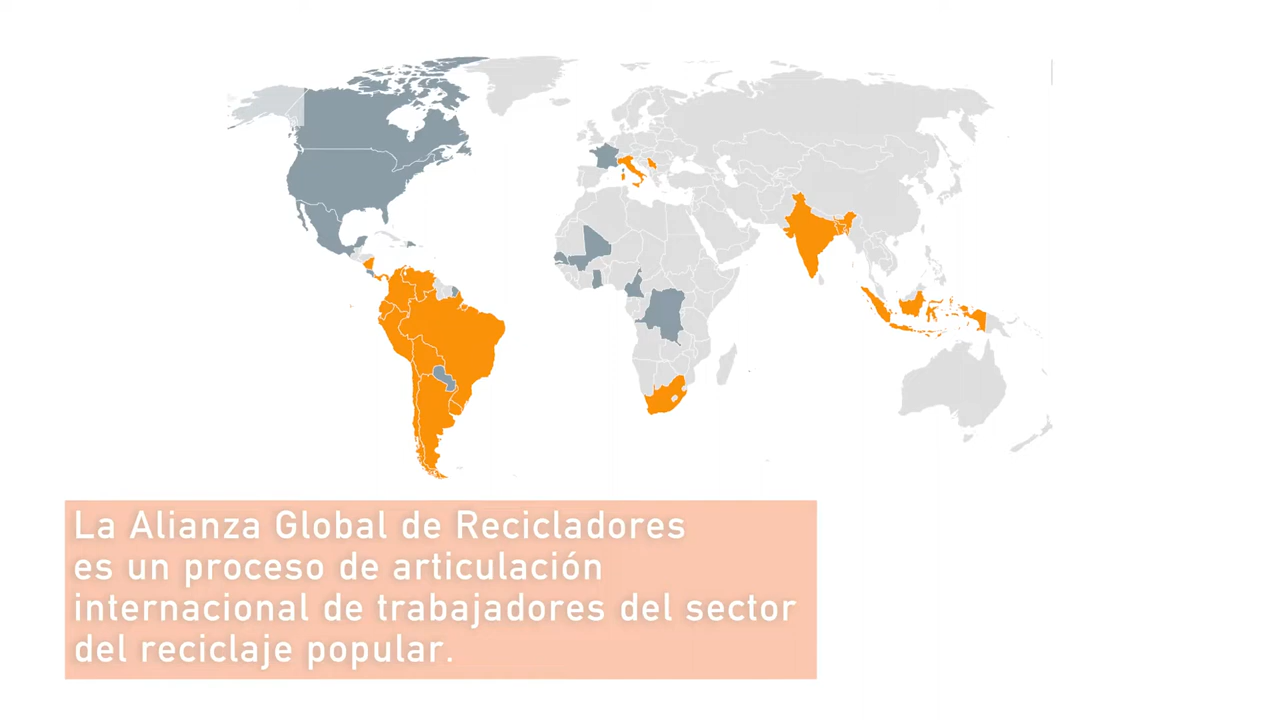 La Alianza Global de Recicladores
es un proceso de articulación
internacional de trabajadores del sector
del reciclaje popular.